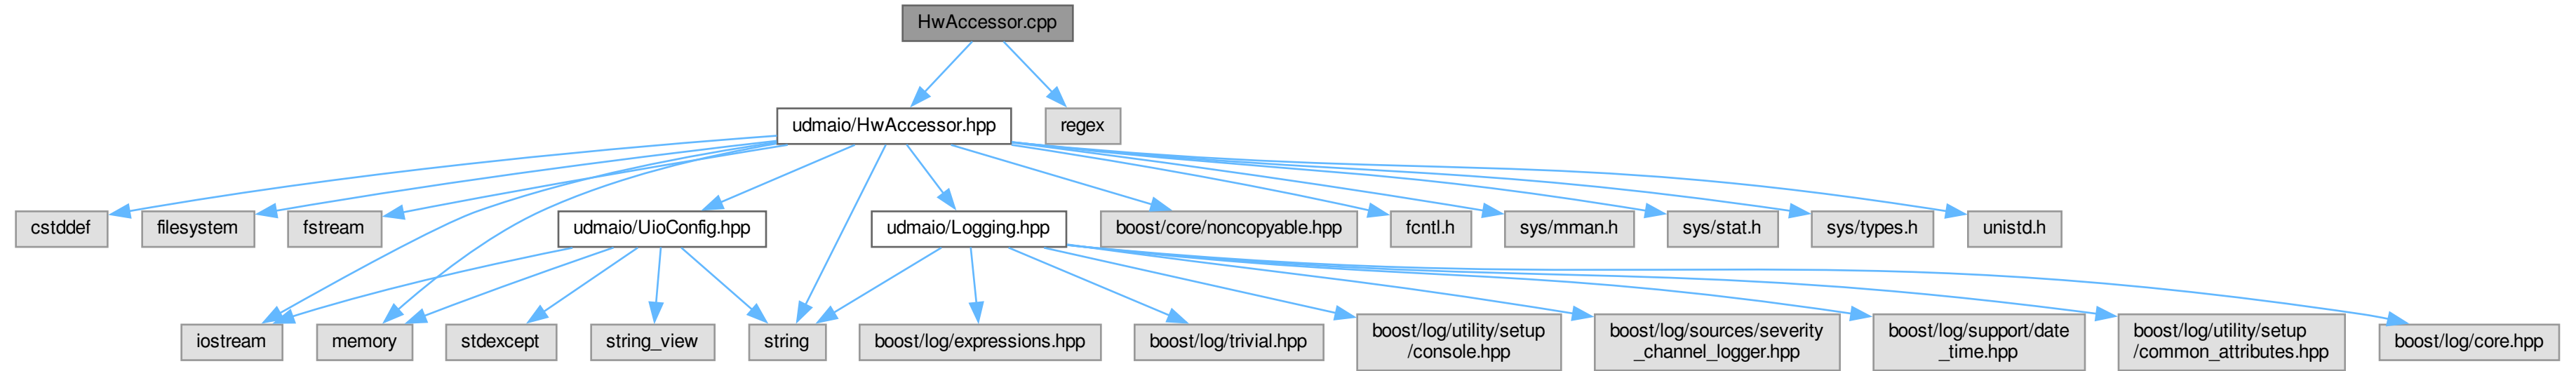 HwAccessor.cpp
udmaio/HwAccessor.hpp
regex
cstddef
filesystem
fstream
udmaio/UioConfig.hpp
udmaio/Logging.hpp
boost/core/noncopyable.hpp
fcntl.h
sys/mman.h
sys/stat.h
sys/types.h
unistd.h
iostream
memory
stdexcept
string_view
string
boost/log/expressions.hpp
boost/log/trivial.hpp
boost/log/utility/setup
/console.hpp
boost/log/sources/severity
_channel_logger.hpp
boost/log/support/date
_time.hpp
boost/log/utility/setup
/common_attributes.hpp
boost/log/core.hpp